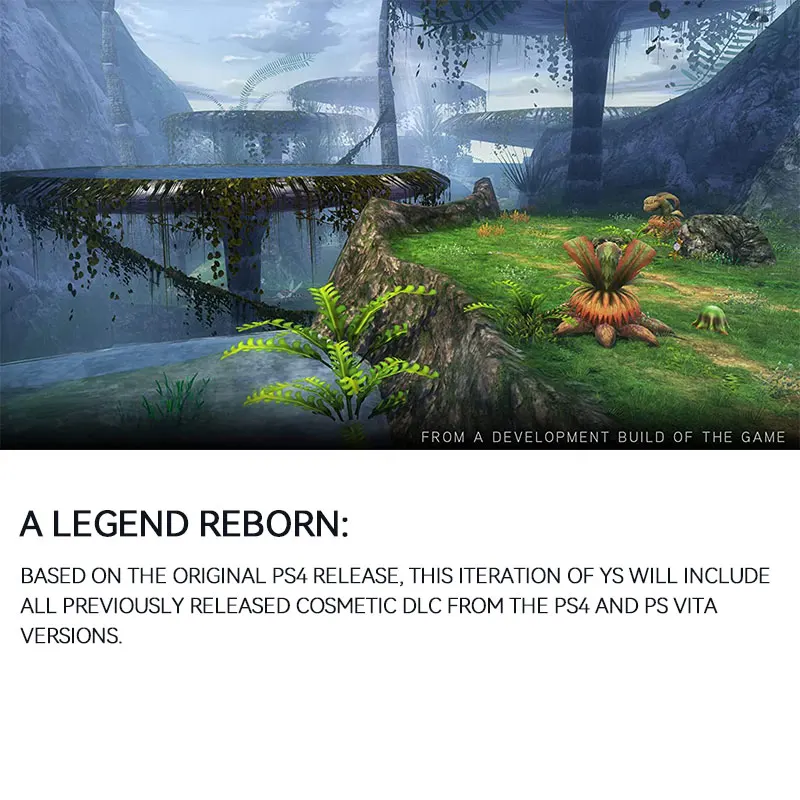 FROM A DEVELOPMENT BUILD OF THE GAME
A LEGEND REBORN:
BASED ON THE ORIGINAL PS4 RELEASE, THIS ITERATION OF YS WILL INCLUDE
ALL PREVIOUSLY RELEASED COSMETIC DLC FROM THE PS4 AND PS VITA
VERSIONS.